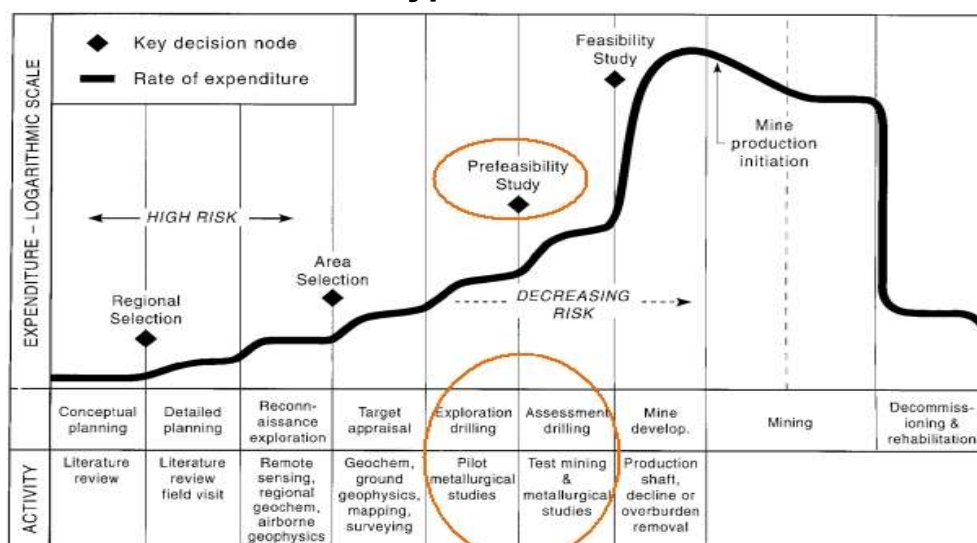 Key decision node
Rate of expenditure
EXPENDITURE – LOGARITHMIC SCALE
Feasibility
Study
Mine
production
initiation
Prefeasibility
Study
HIGH RISK
Area
Selection
Regional
Selection
DECREASING
RISK
Conceptual
planning
Detailed
planning
Reconn-
aissance
exploration
Target
appraisal
Exploration
drilling
Assessment
drilling
Mine
develop.
Mining
Decommiss-
ioning &
rehabilitation
ACTIVITY
Literature
review
Literature
review
field visit
Remote
sensing,
regional
geochem,
airborne
geophysics
Geochem,
ground
geophysics,
mapping,
surveying
Pilot
metallurgical
studies
Test mining
&
metallurgical
studies
Production
shaft,
decline or
overburden
removal